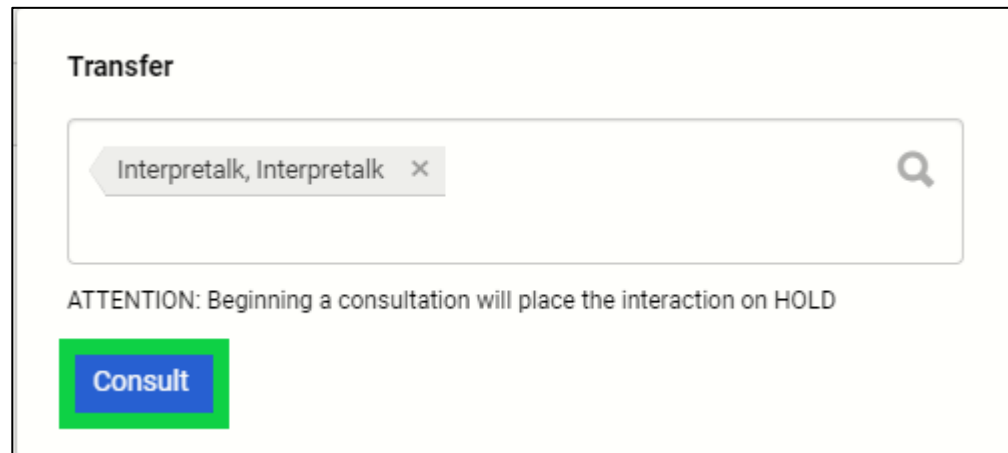 Transfer
Interpretalk, Interpretalk ×
ATTENTION: Beginning a consultation will place the interaction on HOLD
Consult